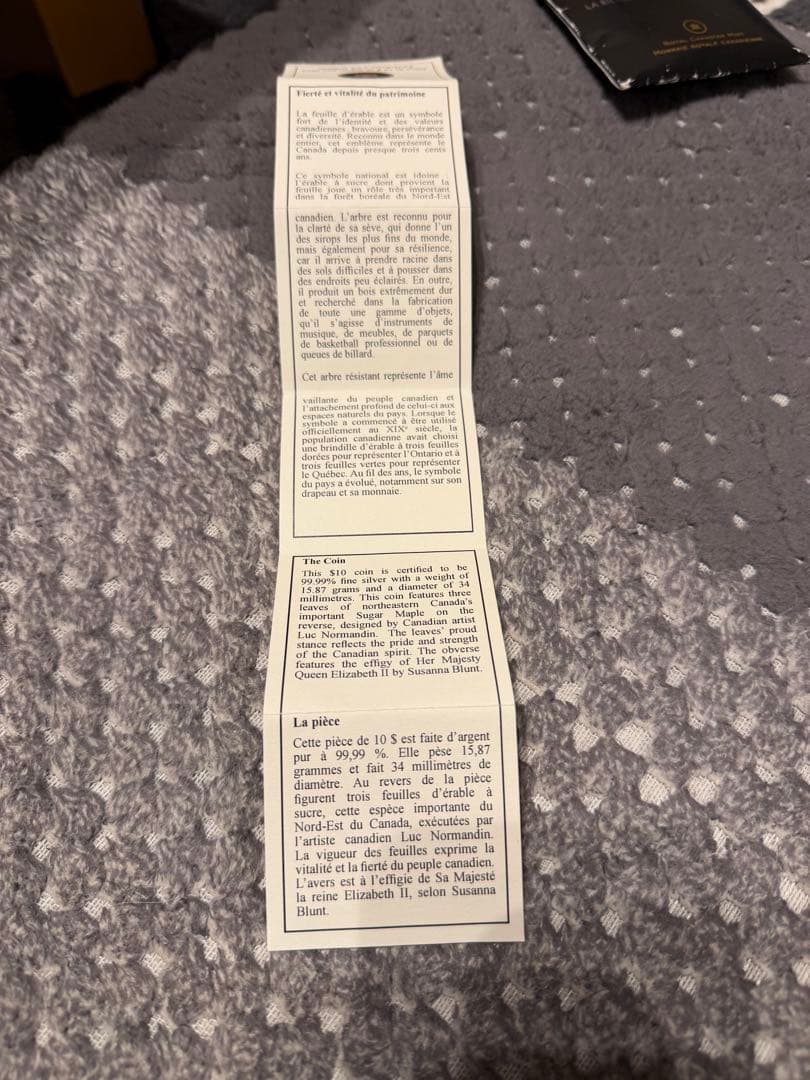 LA
ROYAL CANADIAN MINT
MONNAIE ROYALE CANADIENNE
Fierté et vitalité du patrimoine
La feuille d'érable est un symbole
fort de l'identité et des valeurs
canadiennes : bravoure, persévérance
et diversité. Reconnu dans le monde
entier, cet emblème représente le
Canada depuis presque trois cents
ans.
Ce symbole national est idoine :
l'érable à sucre dont provient la
feuille joue un rôle très important
dans la forêt boréale du Nord-Est
canadien. L'arbre est reconnu pour
la clarté de sa sève, qui donne l'un
des sirops les plus fins du monde,
mais également pour sa résilience,
car il arrive à prendre racine dans
des sols difficiles et à pousser dans
des endroits peu éclairés. En outre,
il produit un bois extrêmement dur
et recherché dans la fabrication
de toute une gamme d'objets,
qu'il s'agisse d'instruments de
musique, de meubles, de parquets
de basketball professionnel ou de
queues de billard.
Cet arbre résistant représente l'âme
vaillante du peuple canadien et
l'attachement profond de celui-ci aux
espaces naturels du pays. Lorsque le
symbole a commencé à être utilisé
officiellement au XIXe siècle, la
population canadienne avait choisi
une brindille d'érable à trois feuilles
dorées pour représenter l'Ontario et à
trois feuilles vertes pour représenter
le Québec. Au fil des ans, le symbole
du pays a évolué, notamment sur son
drapeau et sa monnaie.
The Coin
This $10 coin is certified to be
99.99% fine silver with a weight of
15.87 grams and a diameter of 34
millimetres. This coin features three
leaves of northeastern Canada's
important Sugar Maple on the
reverse, designed by Canadian artist
Luc Normandin. The leaves' proud
stance reflects the pride and strength
of the Canadian spirit. The obverse
features the effigy of Her Majesty
Queen Elizabeth II by Susanna Blunt.
La pièce
Cette pièce de 10 $ est faite d'argent
pur à 99,99 %. Elle pèse 15,87
grammes et fait 34 millimètres de
diamètre. Au revers de la pièce
figurent trois feuilles d'érable à
sucre, cette espèce importante du
Nord-Est du Canada, exécutées par
l'artiste canadien Luc Normandin.
La vigueur des feuilles exprime la
vitalité et la fierté du peuple canadien.
L'avers est à l'effigie de Sa Majesté
la reine Elizabeth II, selon Susanna
Blunt.